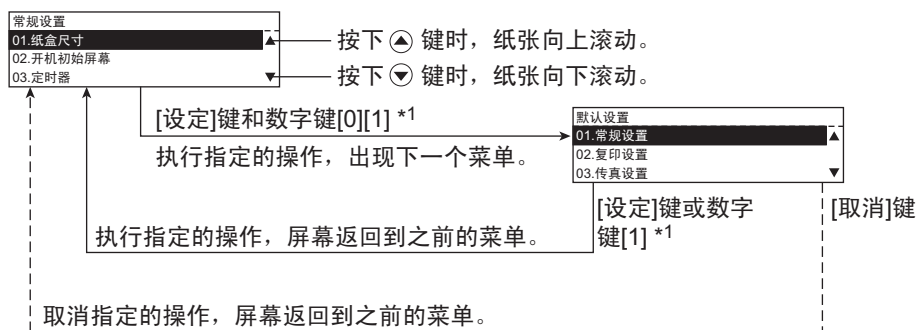 常规设置
01.纸盒尺寸
02.开机初始屏幕
03.定时器
按下 键时，纸张向上滚动。
按下 键时，纸张向下滚动。
[设定]键和数字键[0][1] *1
执行指定的操作，出现下一个菜单。
默认设置
01.常规设置
02.复印设置
03.传真设置
[设定]键或数字
键[1] *1
[取消]键
执行指定的操作，屏幕返回到之前的菜单。
取消指定的操作，屏幕返回到之前的菜单。